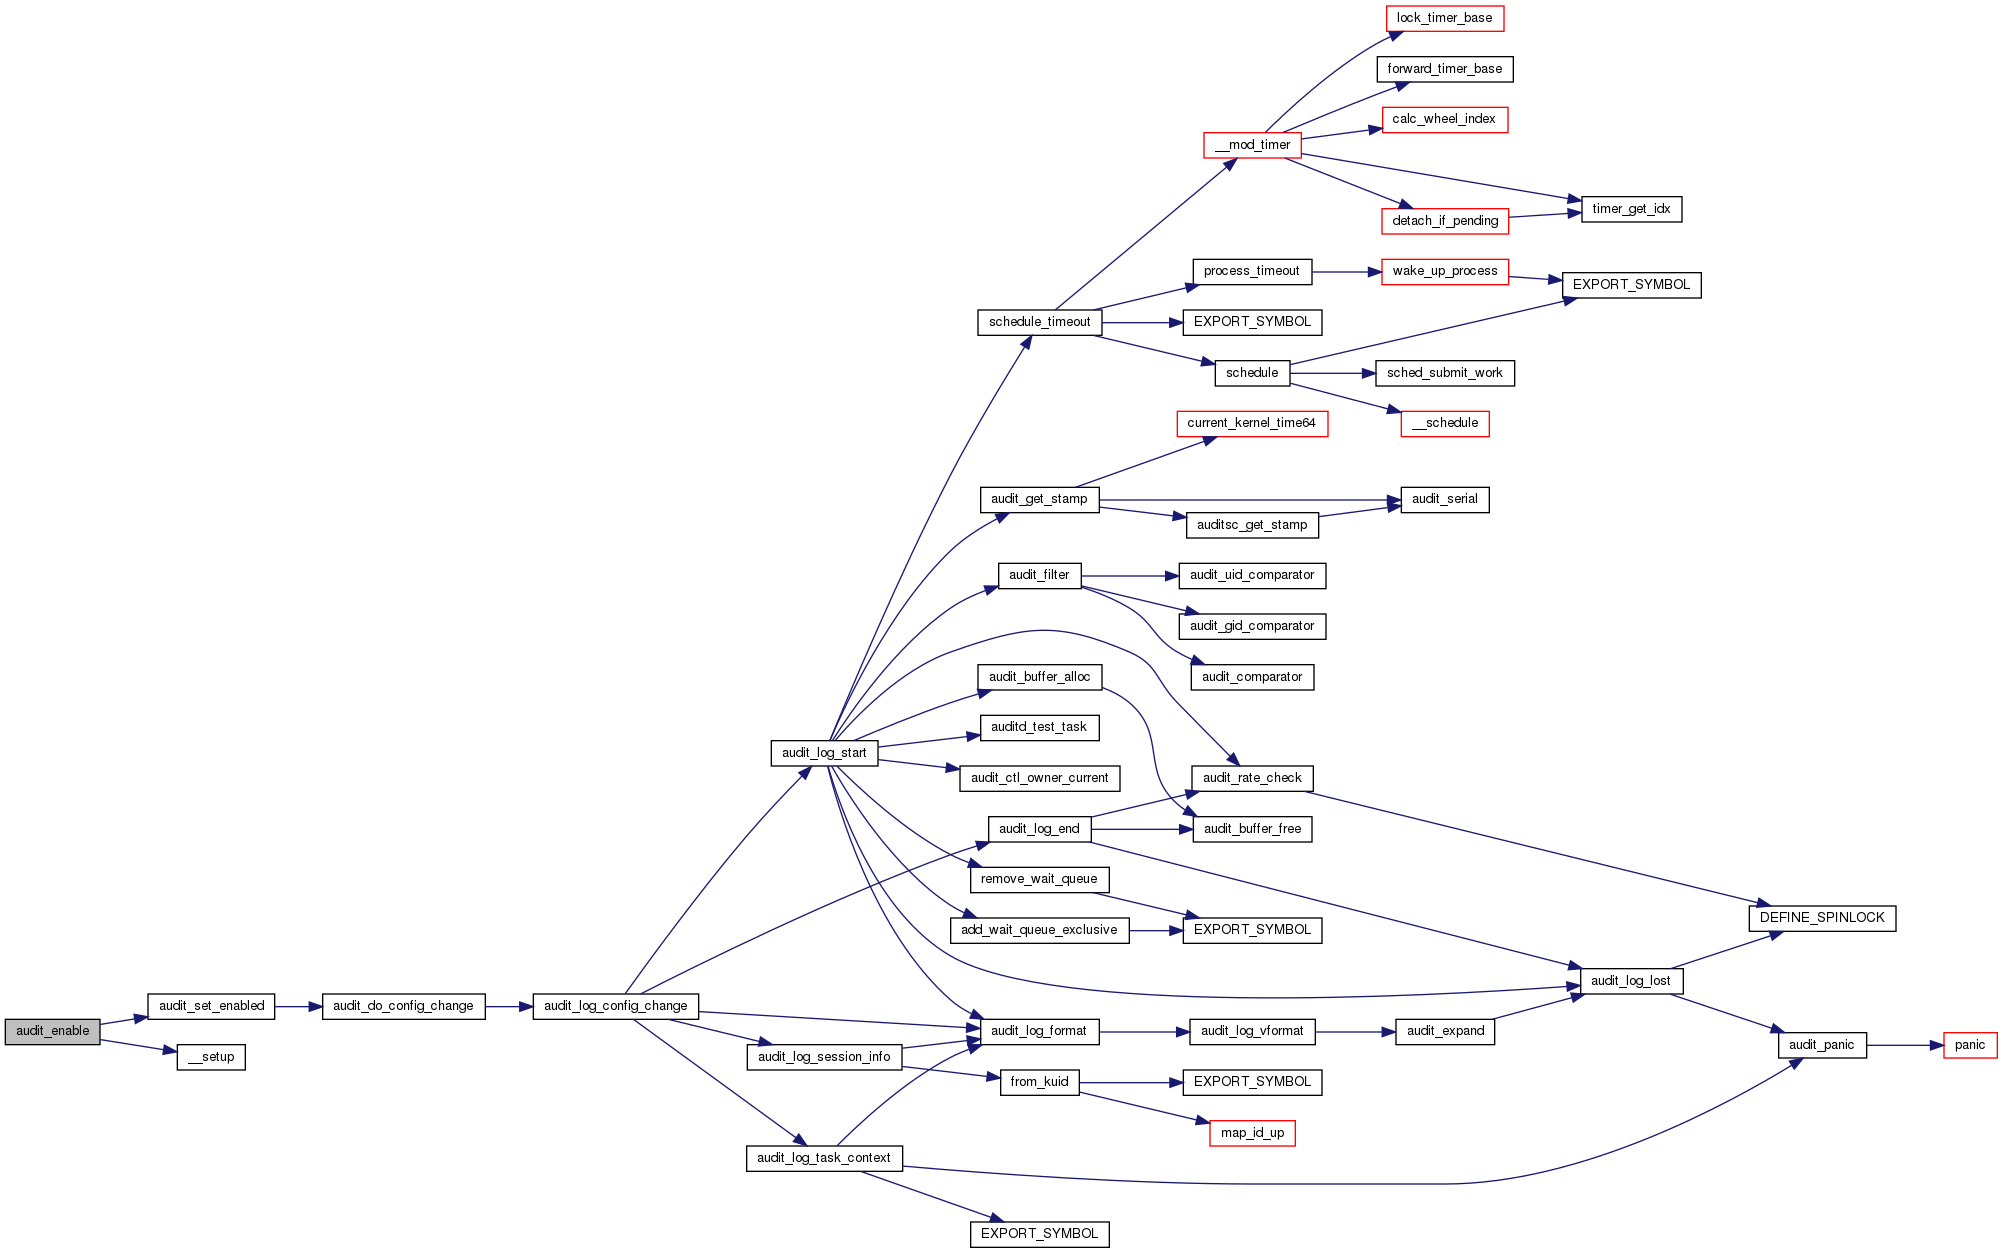 lock_timer_base
forward_timer_base
calc_wheel_index
__mod_timer
timer_get_idx
detach_if_pending
process_timeout
wake_up_process
EXPORT_SYMBOL
schedule_timeout
EXPORT_SYMBOL
schedule
sched_submit_work
current_kernel_time64
__schedule
audit_get_stamp
audit_serial
auditsc_get_stamp
audit_filter
audit_uid_comparator
audit_gid_comparator
audit_buffer_alloc
audit_comparator
auditd_test_task
audit_log_start
audit_ctl_owner_current
audit_rate_check
audit_log_end
audit_buffer_free
remove_wait_queue
add_wait_queue_exclusive
EXPORT_SYMBOL
DEFINE_SPINLOCK
audit_log_lost
audit_set_enabled
audit_do_config_change
audit_log_config_change
audit_enable
audit_log_format
audit_log_vformat
audit_expand
audit_panic
panic
__setup
audit_log_session_info
from_kuid
EXPORT_SYMBOL
map_id_up
audit_log_task_context
EXPORT_SYMBOL